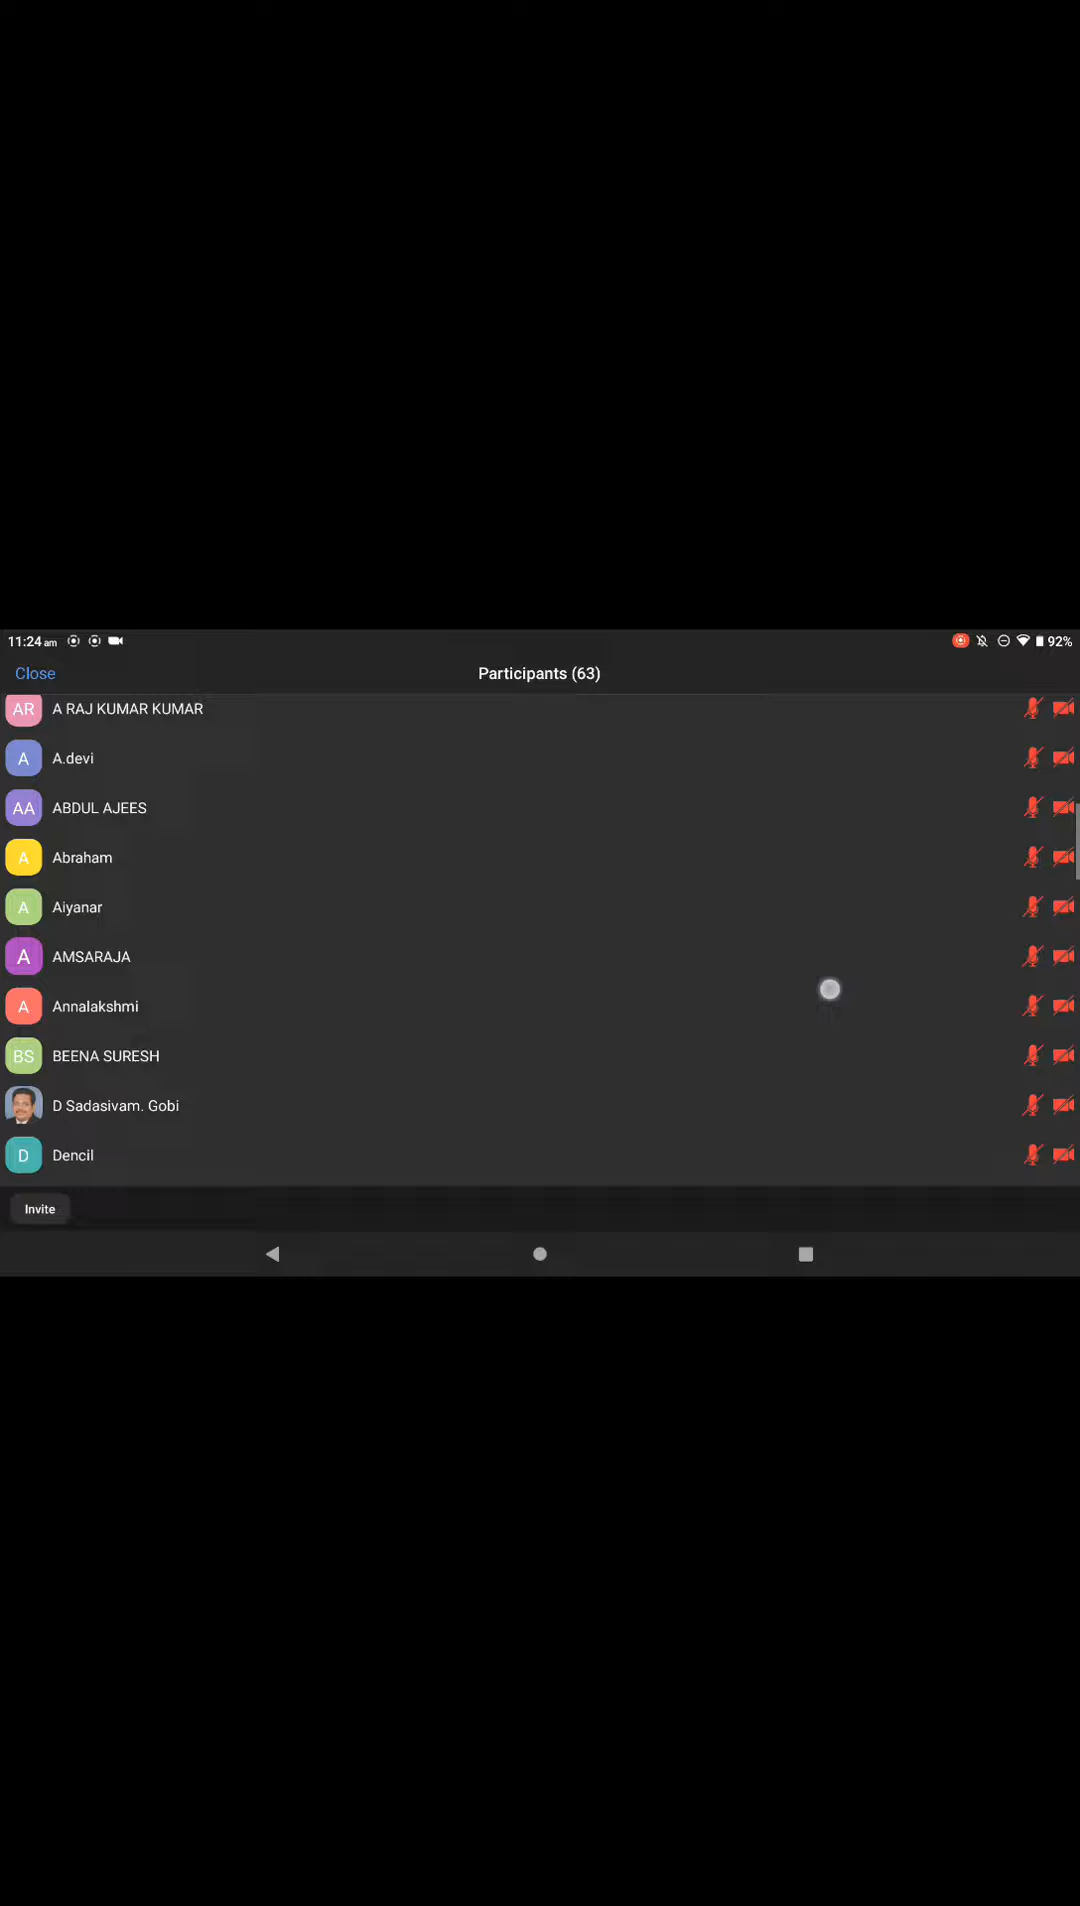 11:24 am 92%
Close Participants (63)
AR A RAJ KUMAR KUMAR
A A.devi
AA ABDUL AJEES
A Abraham
A Aiyanar
A AMSARAJA
A Annalakshmi
BS BEENA SURESH
D Sadasivam. Gobi
D Dencil
Invite